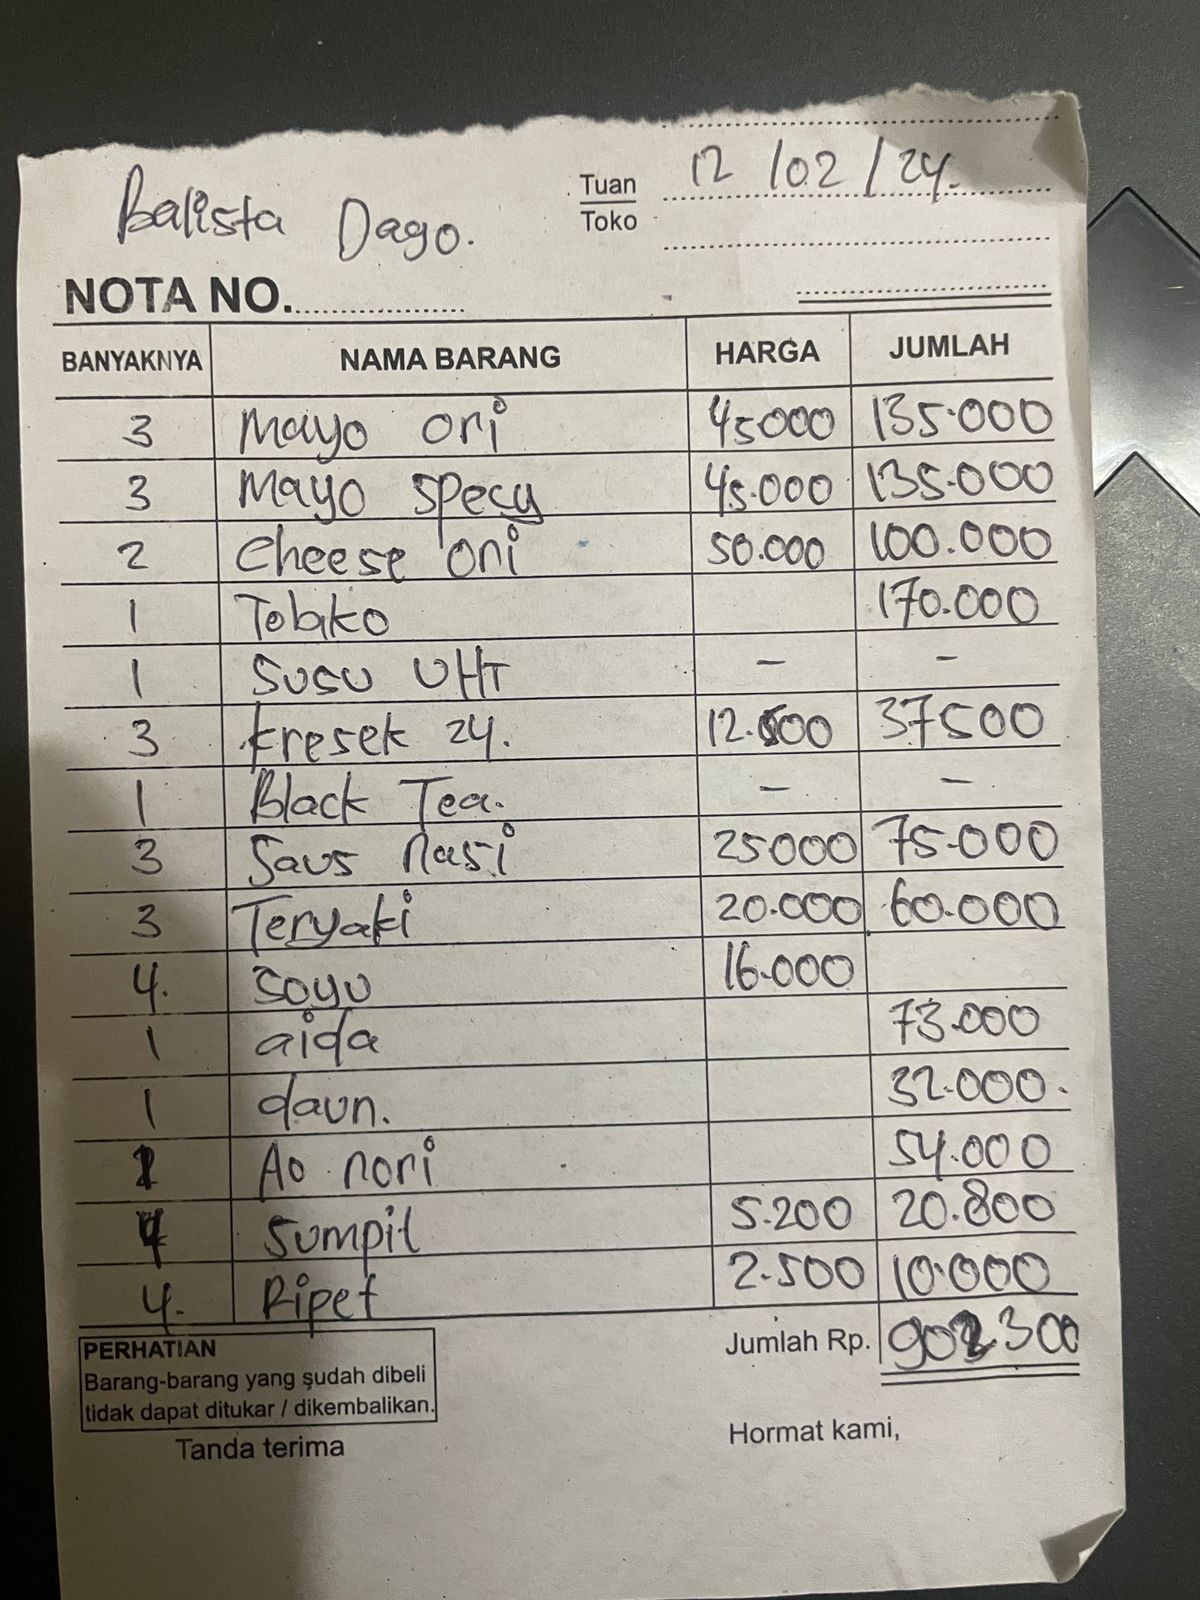 Balista Dago.
Tuan
Toko
12/02/24.
NOTA NO.
BANYAKNYA NAMA BARANG HARGA JUMLAH
3 Mayo ori 45000 135.000
3 Mayo specy 45.000 135.000
2 Cheese ori 50.000 100.000
1 Tobiko 170.000
1 Susu UHT - -
3 kresek 24. 12.500 37500
1 Black Tea. - -
3 Saus nasi 25000 75.000
3 Teryaki 20.000 60.000
4. Soyu 16.000
1 aida 73.000
1 daun. 32.000.
1 Ao nori 54.000
4 Sumpit 5.200 20.800
4. Ripet 2.500 10.000
Jumlah Rp. 902300
PERHATIAN
Barang-barang yang sudah dibeli
tidak dapat ditukar / dikembalikan.
Tanda terima
Hormat kami,